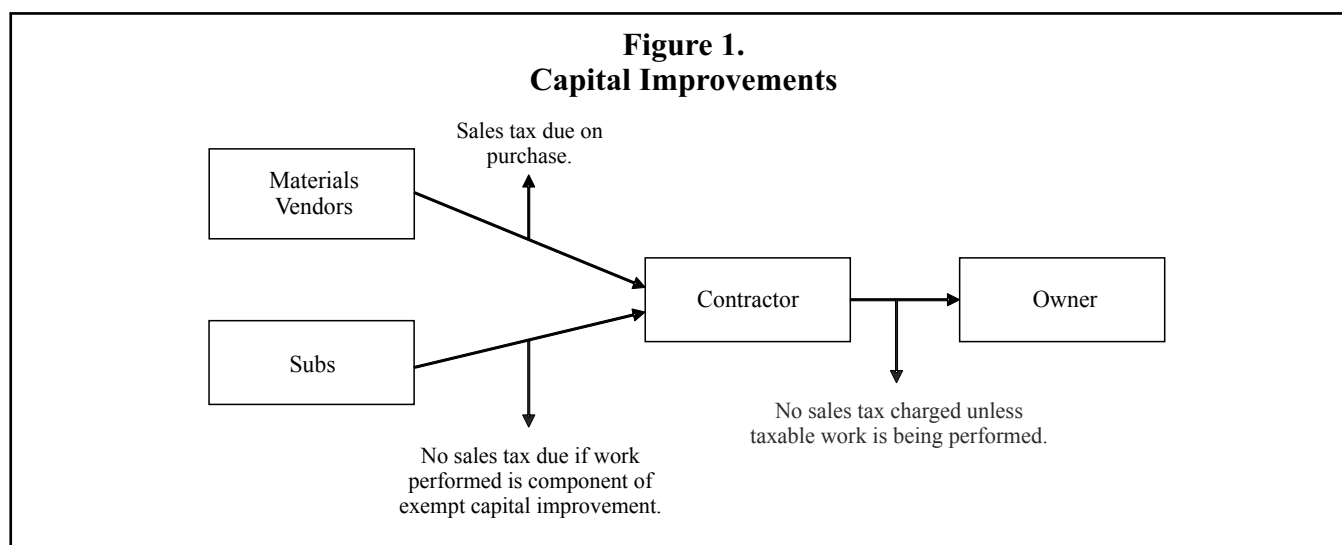 Figure 1.
Capital Improvements
Sales tax due on
purchase.
Materials
Vendors
Contractor
Owner
Subs
No sales tax charged unless
taxable work is being performed.
No sales tax due if work
performed is component of
exempt capital improvement.